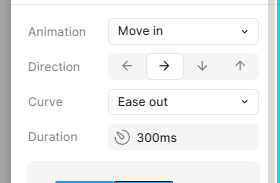 Animation Move in
Direction
Curve Ease out
Duration 300ms